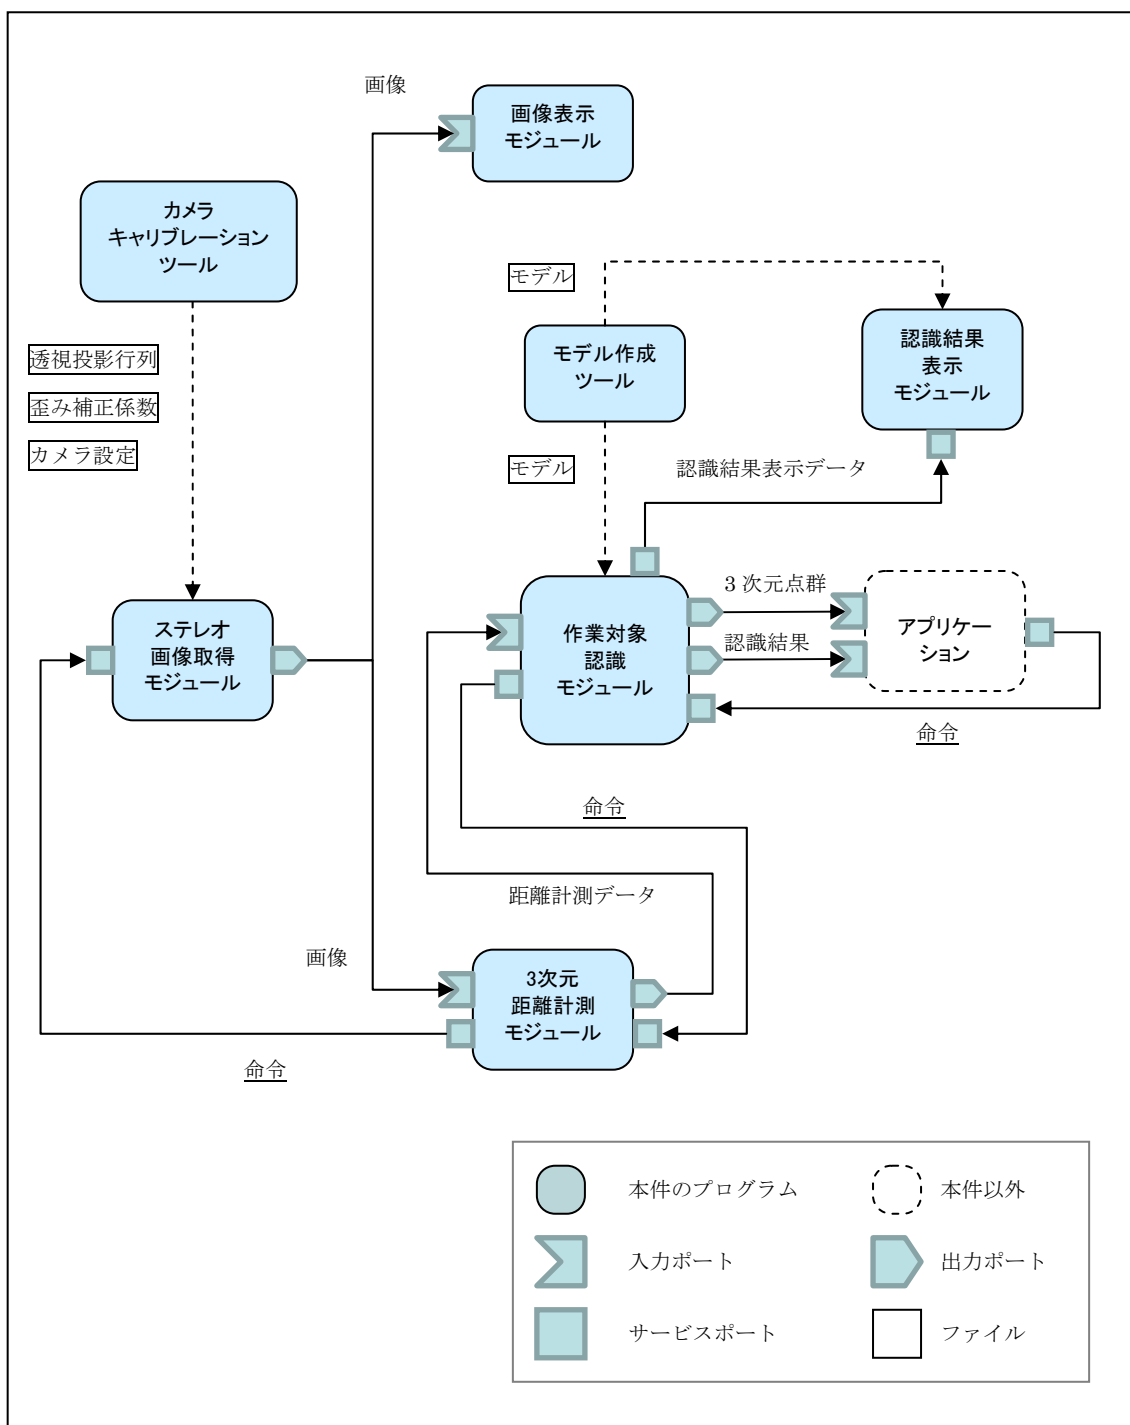 画像
画像表示
モジュール
カメラ
キャリブレーション
ツール
モデル
透視投影行列
歪み補正係数
カメラ設定
モデル作成
ツール
認識結果
表示
モジュール
モデル
認識結果表示データ
ステレオ
画像取得
モジュール
作業対象
認識
モジュール
3 次元点群
認識結果
アプリケー
ション
命令
命令
距離計測データ
画像
3次元
距離計測
モジュール
命令
本件のプログラム
本件以外
入力ポート
出力ポート
サービスポート
ファイル